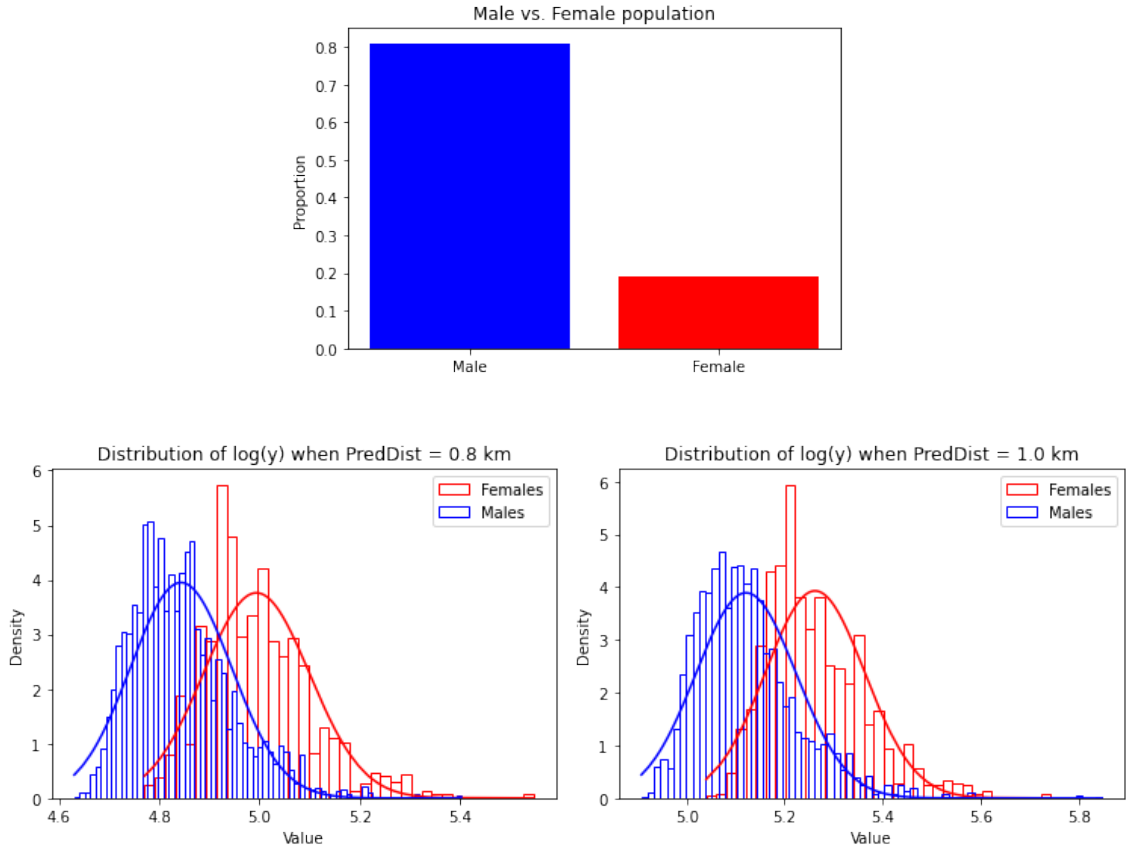 Male vs. Female population
0.8
0.7
0.6
0.5
0.4
0.3
0.2
0.1
0.0
Proportion
Male Female
Distribution of log(y) when PredDist = 0.8 km
6
5
4
3
2
1
0
Density
Females
Males
4.6 4.8 5.0 5.2 5.4
Value
Distribution of log(y) when PredDist = 1.0 km
6
5
4
3
2
1
0
Density
Females
Males
5.0 5.2 5.4 5.6 5.8
Value